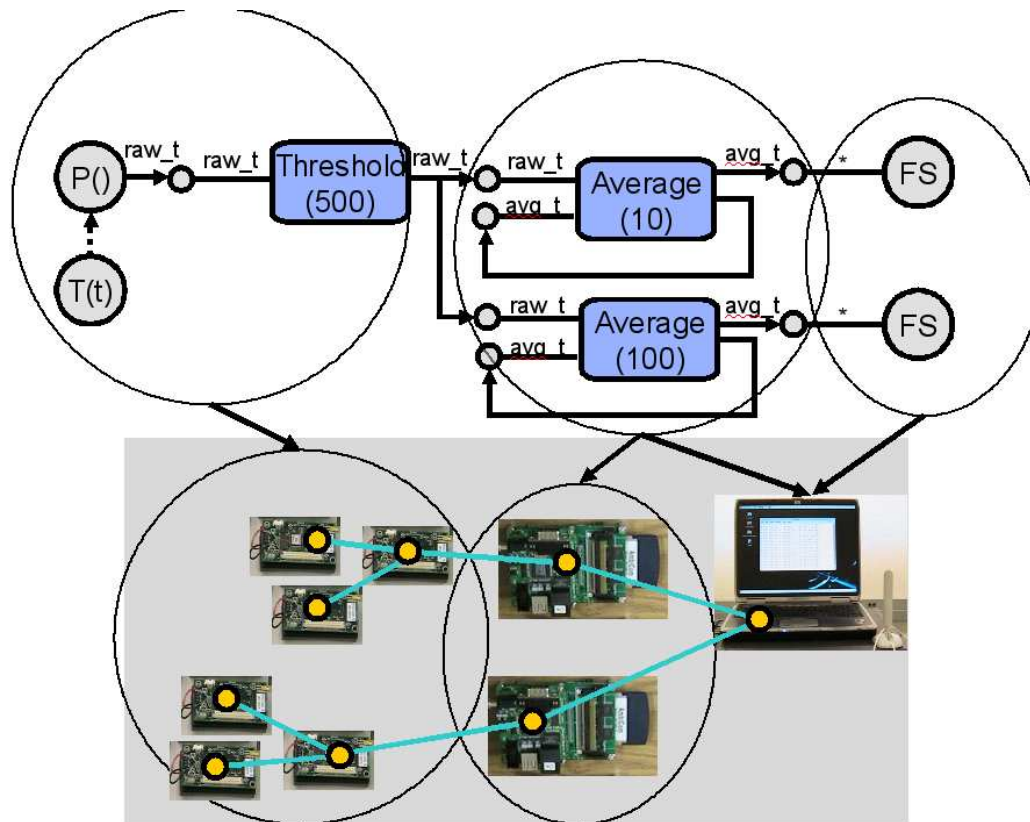 P()
raw_t
raw_t
Threshold
(500)
raw_t
raw_t
avg_t
Average
(10)
avg_t
*
FS
T(t)
raw_t
avg_t
Average
(100)
avg_t
*
FS